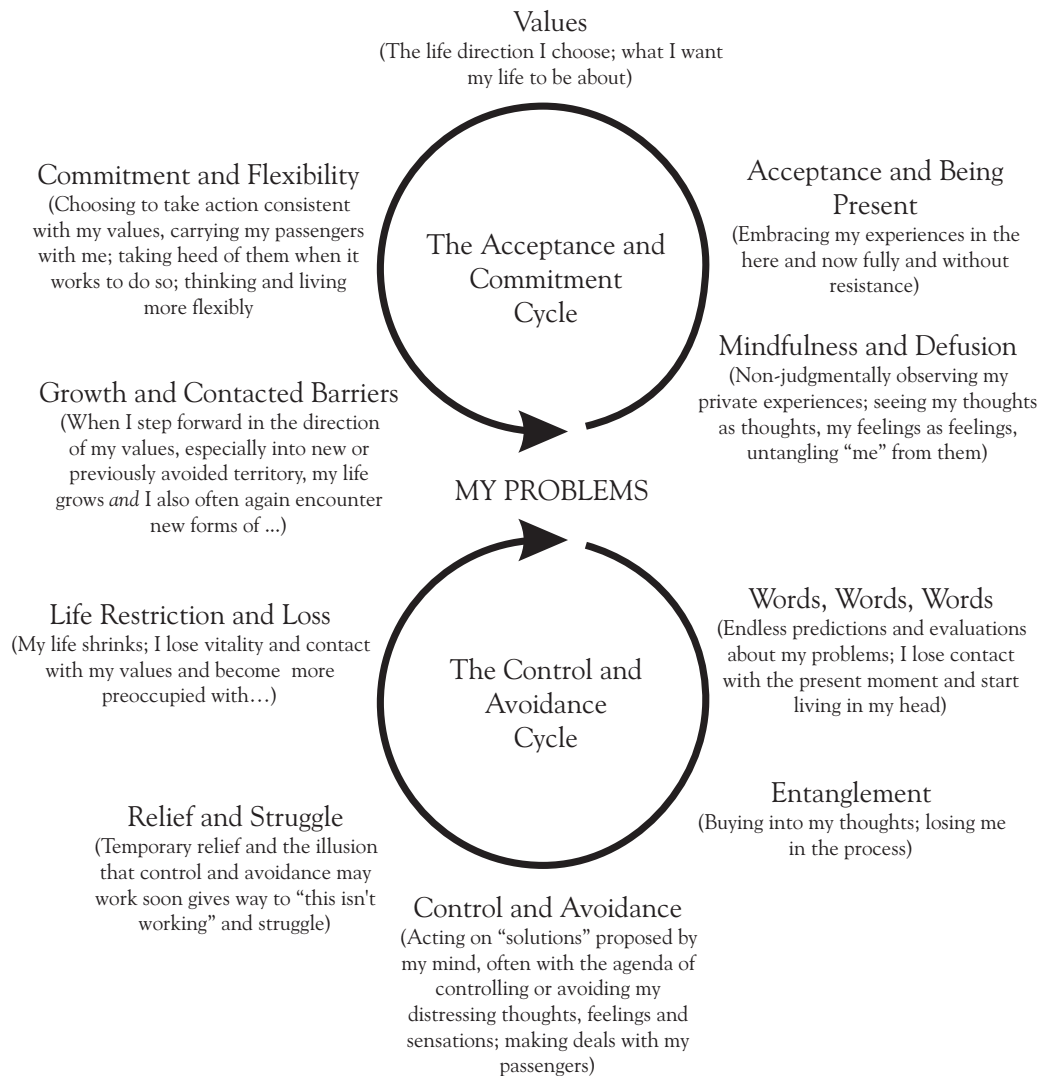 Values
(The life direction I choose; what I want
my life to be about)
Commitment and Flexibility
(Choosing to take action consistent
with my values, carrying my passengers
with me; taking heed of them when it
works to do so; thinking and living
more flexibly
The Acceptance and
Commitment
Cycle
Acceptance and Being
Present
(Embracing my experiences in the
here and now fully and without
resistance)
Mindfulness and Defusion
(Non-judgmentally observing my
private experiences; seeing my thoughts
as thoughts, my feelings as feelings,
untangling “me” from them)
Growth and Contacted Barriers
(When I step forward in the direction
of my values, especially into new or
previously avoided territory, my life
grows and I also often again encounter
new forms of ...)
MY PROBLEMS
Life Restriction and Loss
(My life shrinks; I lose vitality and contact
with my values and become more
preoccupied with…)
The Control and
Avoidance
Cycle
Words, Words, Words
(Endless predictions and evaluations
about my problems; I lose contact
with the present moment and start
living in my head)
Entanglement
(Buying into my thoughts; losing me
in the process)
Relief and Struggle
(Temporary relief and the illusion
that control and avoidance may
work soon gives way to “this isn't
working” and struggle)
Control and Avoidance
(Acting on “solutions” proposed by
my mind, often with the agenda of
controlling or avoiding my
distressing thoughts, feelings and
sensations; making deals with my
passengers)